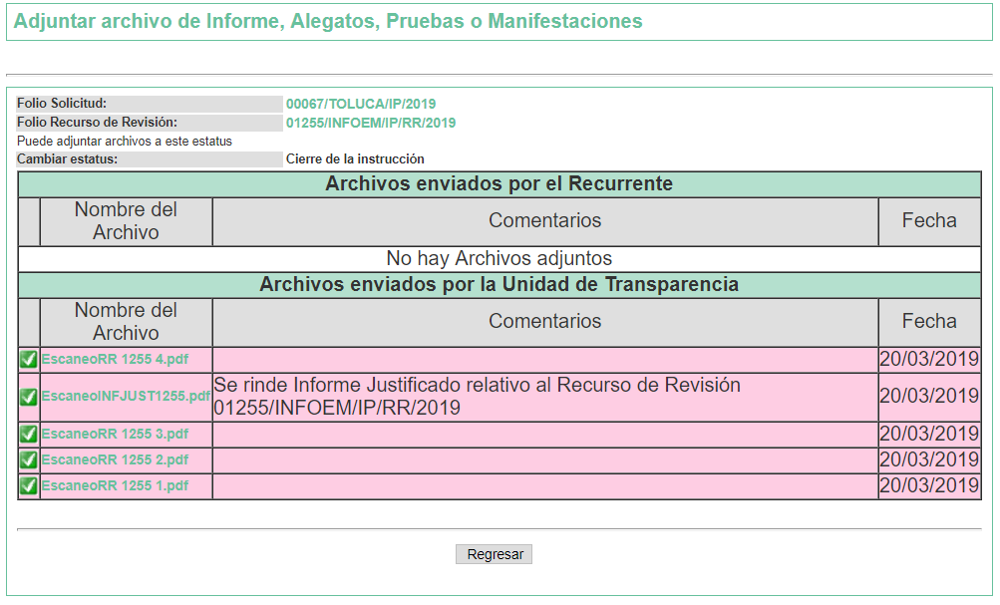 Adjuntar archivo de Informe, Alegatos, Pruebas o Manifestaciones
Folio Solicitud: 00067/TOLUCA/IP/2019
Folio Recurso de Revisión: 01255/INFOEM/IP/RR/2019
Puede adjuntar archivos a este estatus
Cambiar estatus: Cierre de la instrucción
Archivos enviados por el Recurrente
Nombre del
Archivo
Comentarios
Fecha
No hay Archivos adjuntos
Archivos enviados por la Unidad de Transparencia
Nombre del
Archivo
Comentarios
Fecha
EscaneoRR 1255 4.pdf 20/03/2019
EscaneoINFJUST1255.pdf
Se rinde Informe Justificado relativo al Recurso de Revisión
01255/INFOEM/IP/RR/2019
20/03/2019
EscaneoRR 1255 3.pdf 20/03/2019
EscaneoRR 1255 2.pdf 20/03/2019
EscaneoRR 1255 1.pdf 20/03/2019
Regresar